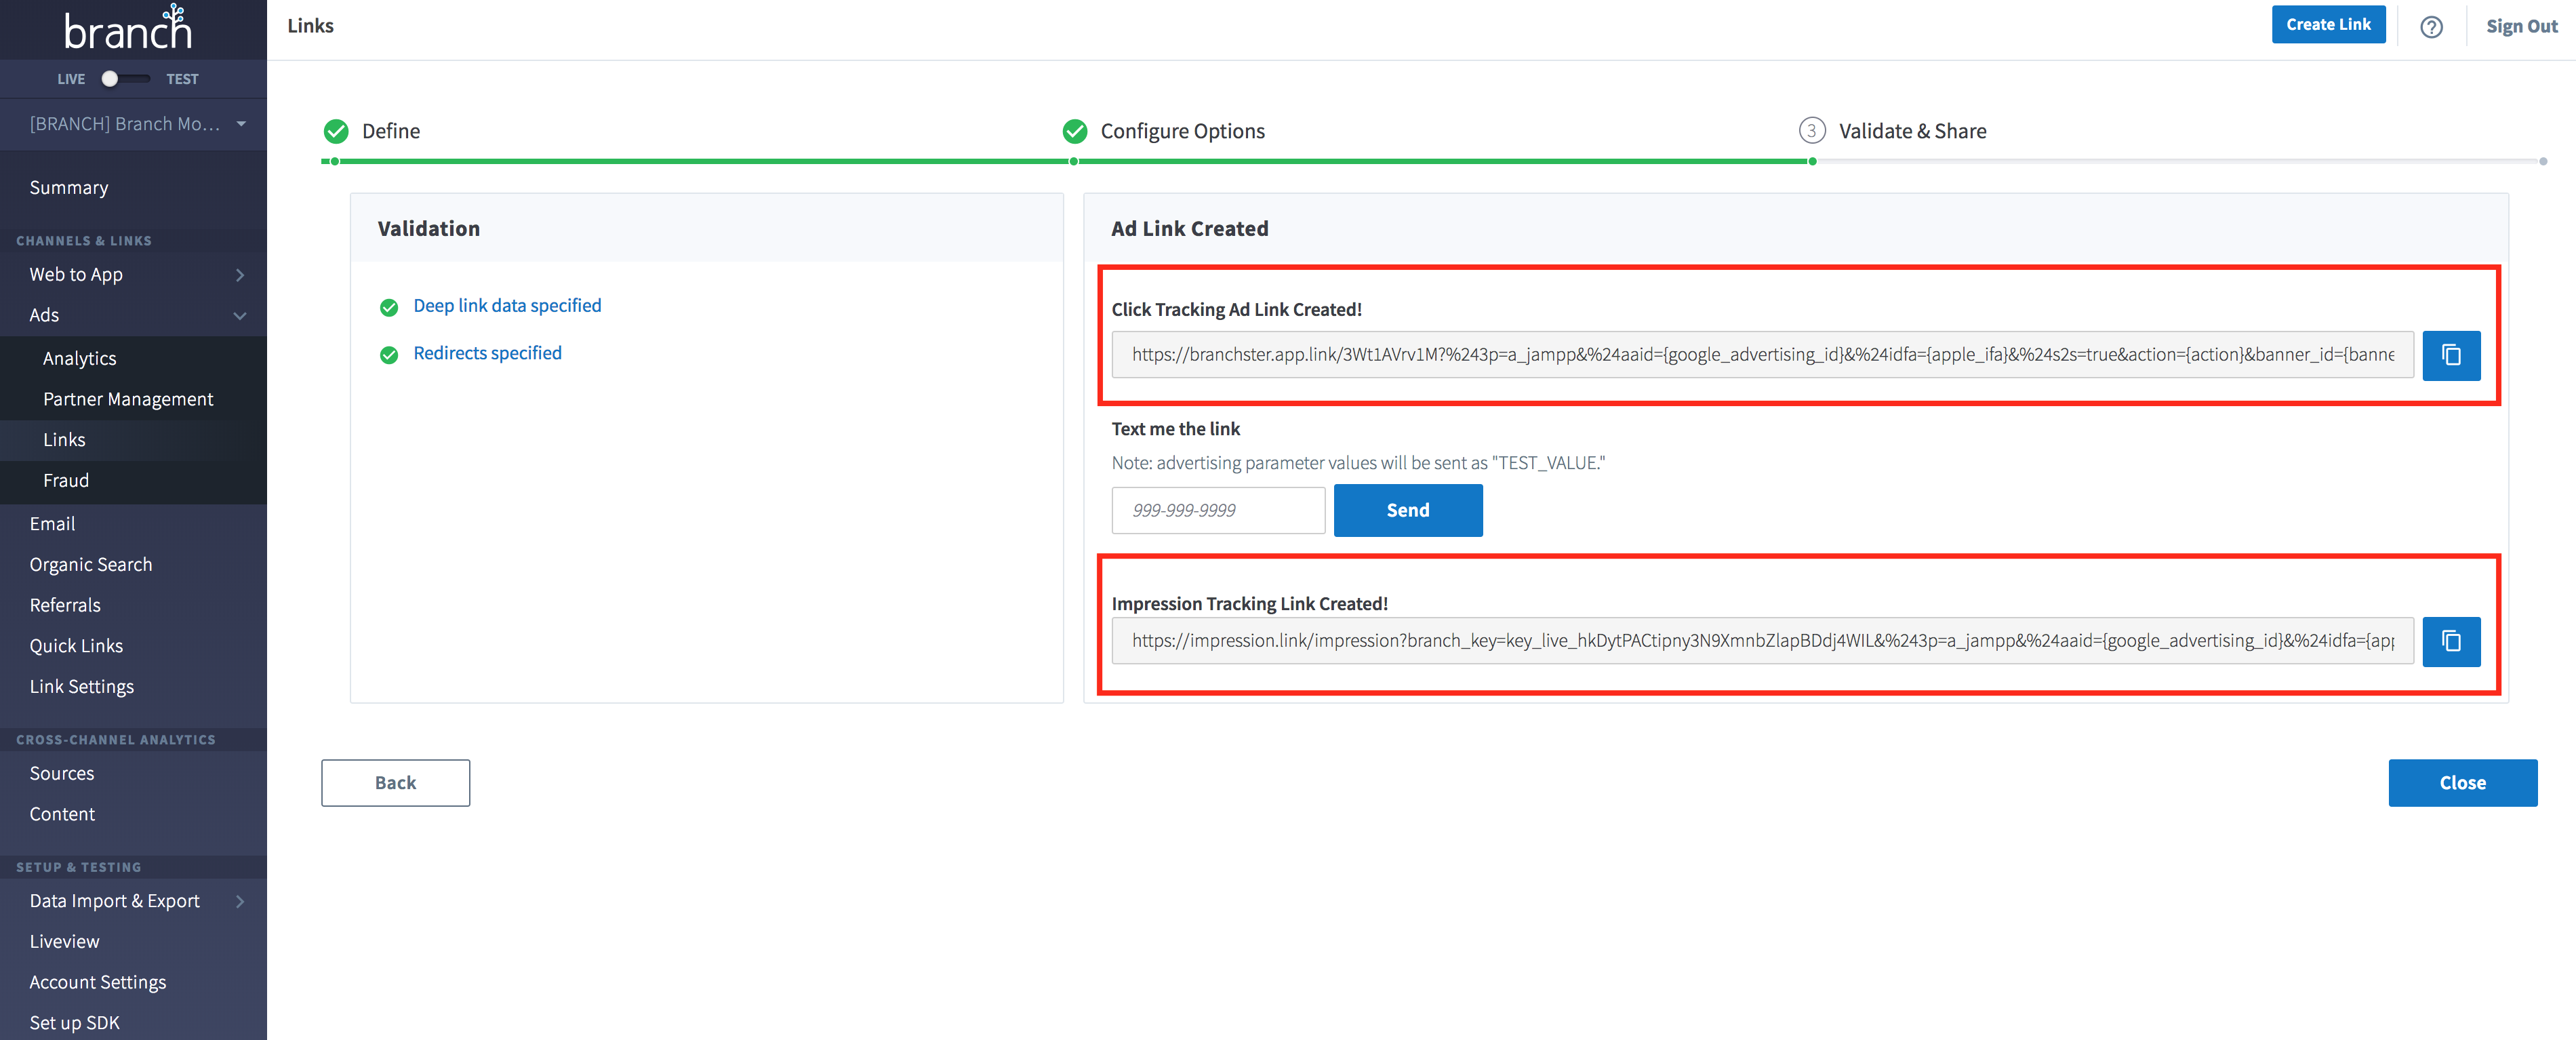 branch
LIVE TEST
[BRANCH] Branch Mo...
Summary
CHANNELS & LINKS
Web to App
Ads
Analytics
Partner Management
Links
Fraud
Email
Organic Search
Referrals
Quick Links
Link Settings
CROSS-CHANNEL ANALYTICS
Sources
Content
SETUP & TESTING
Data Import & Export
Liveview
Account Settings
Set up SDK
Links
Create Link
?
Sign Out
Define
Configure Options
3 Validate & Share
Validation
Deep link data specified
Redirects specified
Ad Link Created
Click Tracking Ad Link Created!
https://branchster.app.link/3Wt1AVrv1M?%243p=a_jampp&%24aaid={google_advertising_id}&%24idfa={apple_ifa}&%24s2s=true&action={action}&banner_id={banne
Text me the link
Note: advertising parameter values will be sent as "TEST_VALUE."
999-999-9999
Send
Impression Tracking Link Created!
https://impression.link/impression?branch_key=key_live_hkDytPACtipny3N9XmnbZlapBDdj4WIL&%243p=a_jampp&%24aaid={google_advertising_id}&%24idfa={app
Back
Close